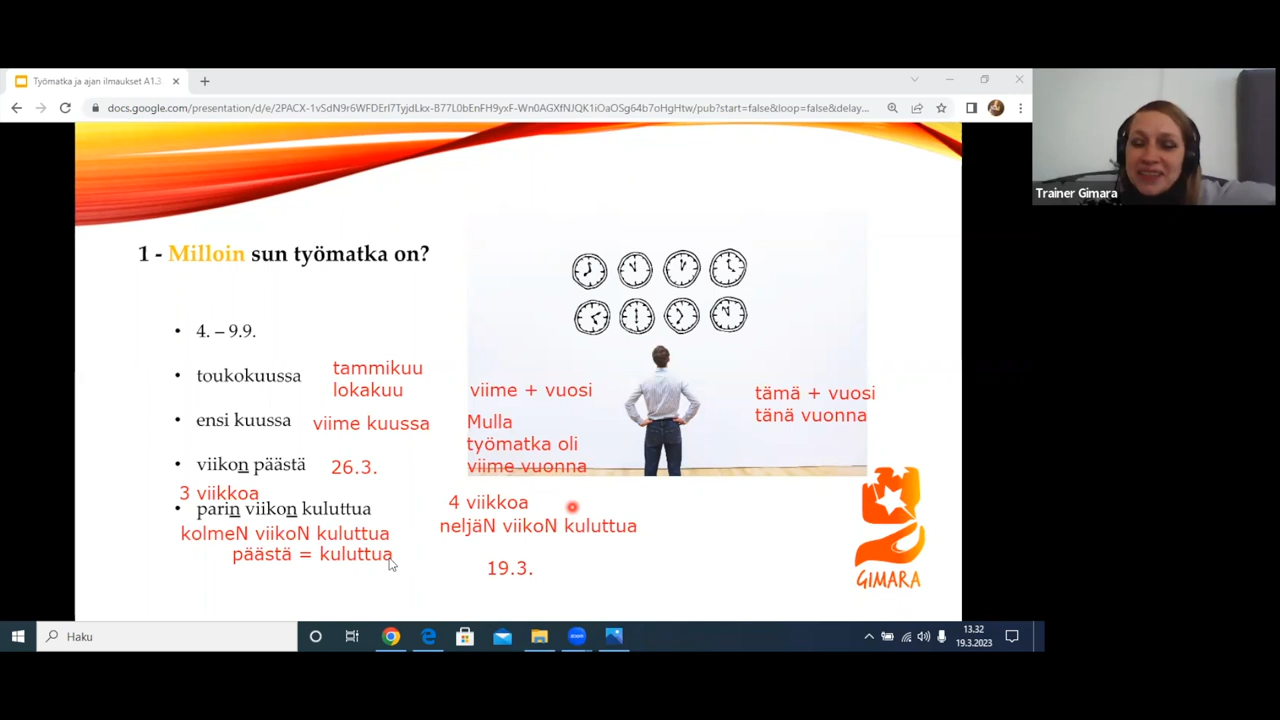 Työmatka ja ajan ilmaukset A1.3
docs.google.com/presentation/d/e/2PACX-1vSdN9r6WFDErI7TyjdLkx-B77L0bEnFH9yxF-Wn0AGXfNJQK1iOaOSg64b7oHgHtw/pub?start=false&loop=false&delay...
Trainer Gimara
1 - Milloin sun työmatka on?
• 4. – 9.9.
• toukokuussa
tammikuu
lokakuu
viime + vuosi
tämä + vuosi
tänä vuonna
• ensi kuussa
viime kuussa
Mulla
työmatka oli
viime vuonna
• viikon päästä
26.3.
3 viikkoa
• parin viikon kuluttua
kolmeN viikoN kuluttua
päästä = kuluttua
4 viikkoa
neljäN viikoN kuluttua
19.3.
GIMARA
Haku
zoom
13.32
19.3.2023